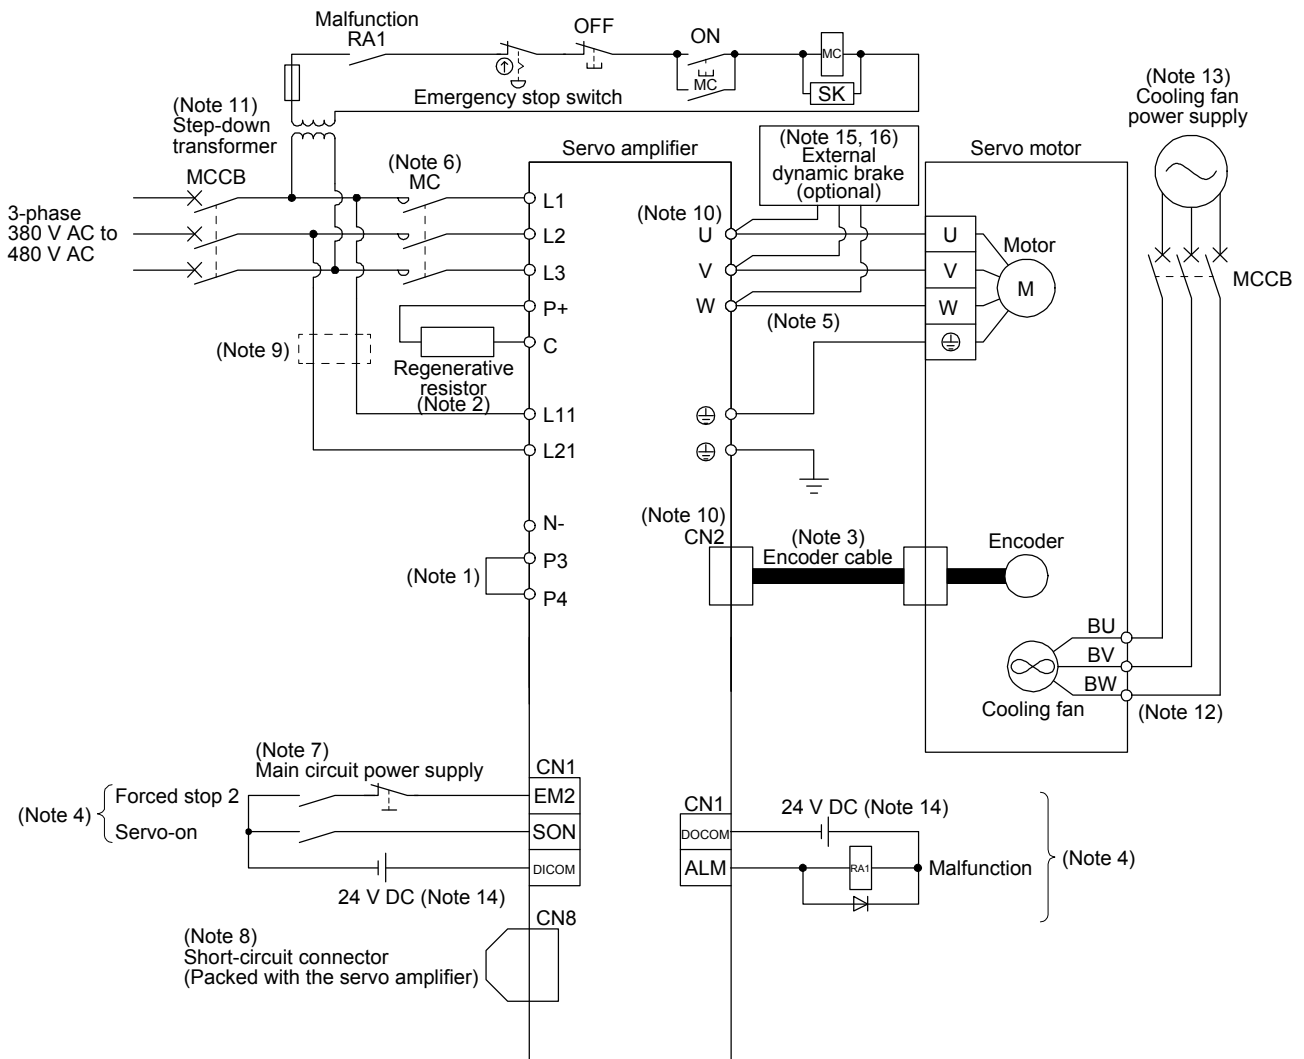 Malfunction
RA1
OFF
ON
MC
MC
SK
Emergency stop switch
(Note 11)
Step-down
transformer
(Note 13)
Cooling fan
power supply
MCCB
(Note 6)
MC
Servo amplifier
(Note 15, 16)
External
dynamic brake
(optional)
Servo motor
3-phase
380 V AC to
480 V AC
L1
L2
L3
P+
C
(Note 10)
U
V
W
U
V
W
Motor
M
MCCB
(Note 5)
(Note 9)
Regenerative
resistor
(Note 2)
L11
L21
N-
P3
P4
(Note 1)
(Note 10)
CN2
(Note 3)
Encoder cable
Encoder
BU
BV
BW
Cooling fan
(Note 12)
(Note 7)
Main circuit power supply
CN1
(Note 4)
Forced stop 2
EM2
Servo-on
SON
DICOM
24 V DC (Note 14)
CN1
24 V DC (Note 14)
DOCOM
ALM
RA1
Malfunction
(Note 4)
CN8
(Note 8)
Short-circuit connector
(Packed with the servo amplifier)